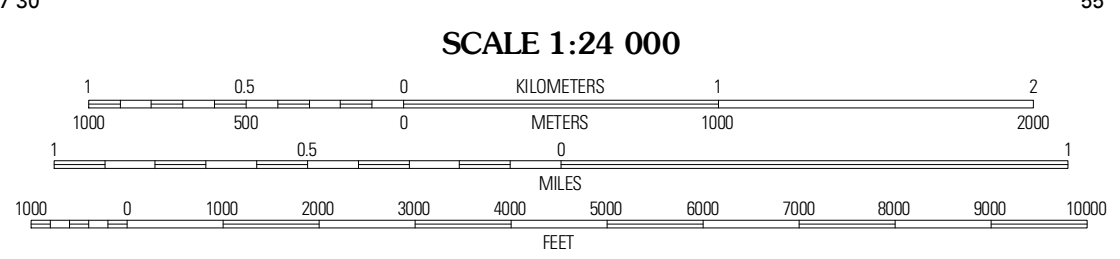 7 30
55
SCALE 1:24 000
1 0.5 0 KILOMETERS 1 2
1000 500 0 METERS 1000 2000
1 0.5 0 1
MILES
1000 0 1000 2000 3000 4000 5000 6000 7000 8000 9000 10000
FEET